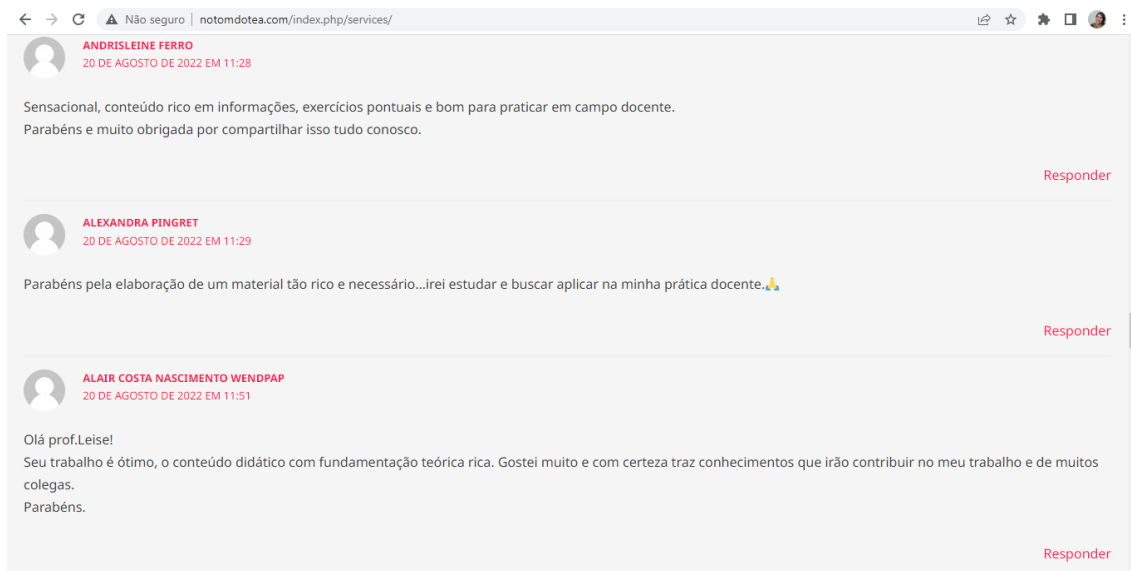 Não seguro | notomdotea.com/index.php/services/
ANDRISLEINE FERRO
20 DE AGOSTO DE 2022 EM 11:28
Sensacional, conteúdo rico em informações, exercícios pontuais e bom para praticar em campo docente.
Parabéns e muito obrigada por compartilhar isso tudo conosco.
Responder
ALEXANDRA PINGRET
20 DE AGOSTO DE 2022 EM 11:29
Parabéns pela elaboração de um material tão rico e necessário...irei estudar e buscar aplicar na minha prática docente.🙏
Responder
ALAIR COSTA NASCIMENTO WENDPAP
20 DE AGOSTO DE 2022 EM 11:51
Olá prof.Leise!
Seu trabalho é ótimo, o conteúdo didático com fundamentação teórica rica. Gostei muito e com certeza traz conhecimentos que irão contribuir no meu trabalho e de muitos
colegas.
Parabéns.
Responder